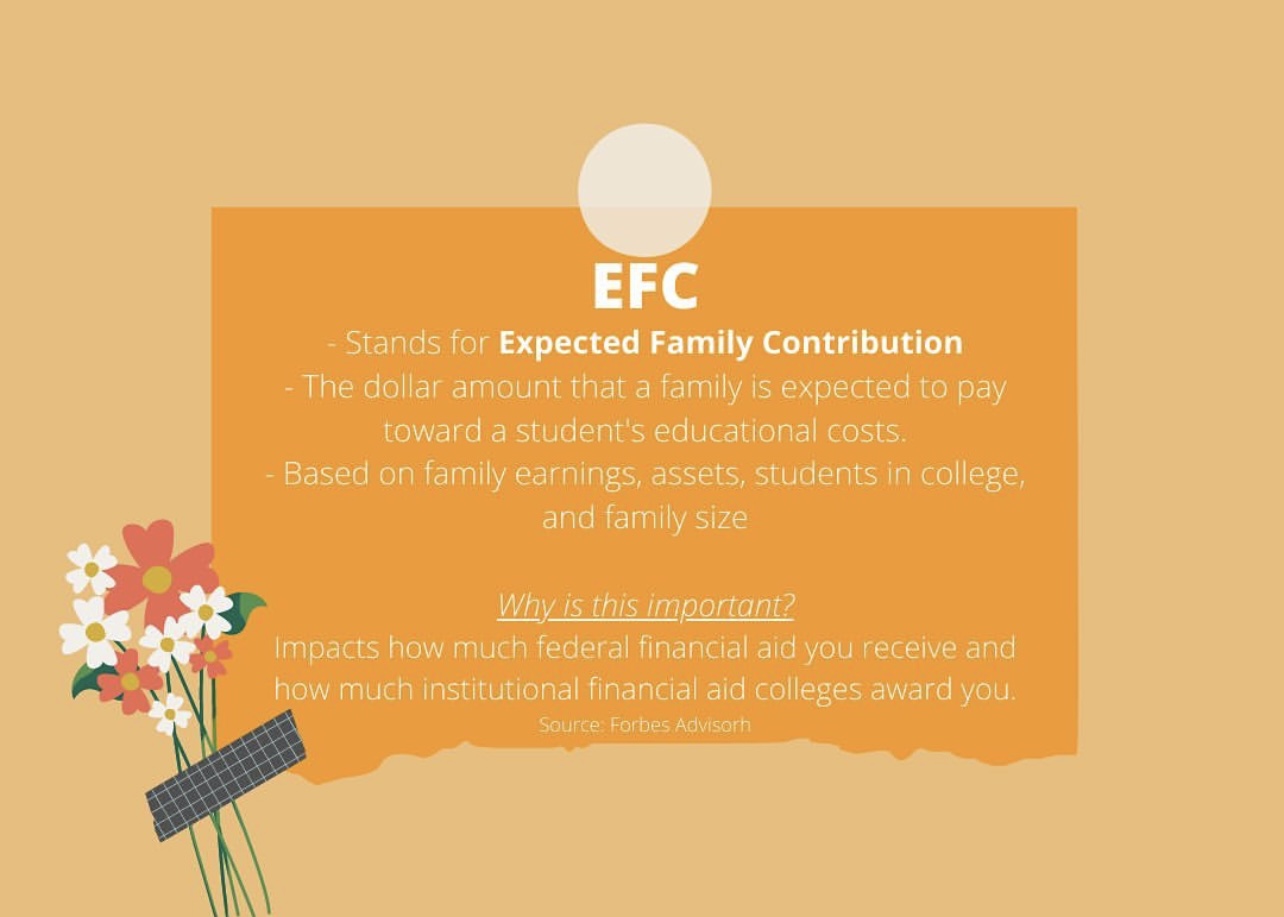 EFC
- Stands for Expected Family Contribution
- The dollar amount that a family is expected to pay
toward a student's educational costs.
- Based on family earnings, assets, students in college,
and family size
Why is this important?
Impacts how much federal financial aid you receive and
how much institutional financial aid colleges award you.
Source: Forbes Advisorh